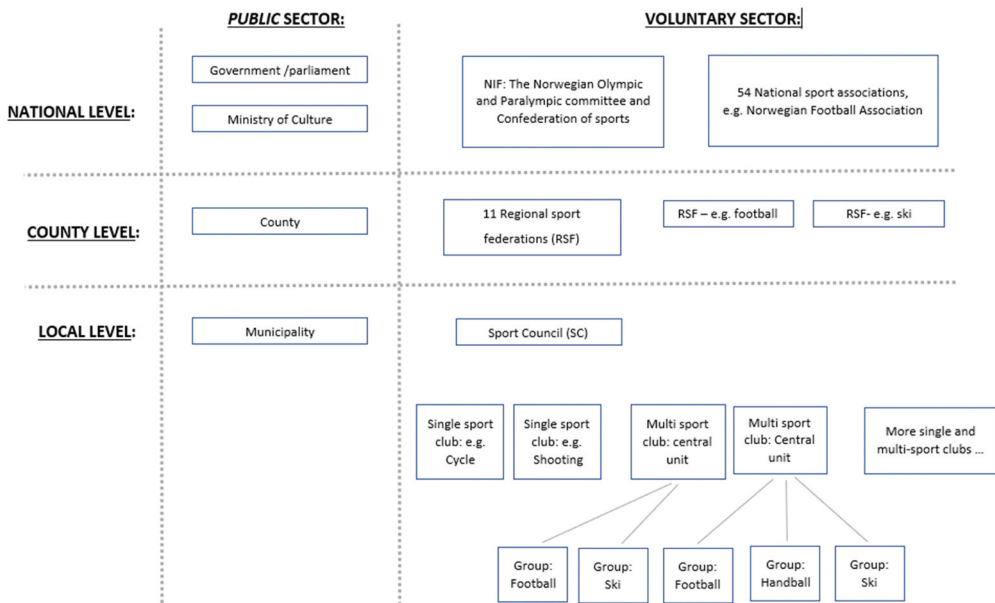 PUBLIC SECTOR:
VOLUNTARY SECTOR:
NATIONAL LEVEL:
Government /parliament
Ministry of Culture
NIF: The Norwegian Olympic
and Paralympic committee and
Confederation of sports
54 National sport associations,
e.g. Norwegian Football Association
COUNTY LEVEL:
County
11 Regional sport
federations (RSF)
RSF – e.g. football
RSF- e.g. ski
LOCAL LEVEL:
Municipality
Sport Council (SC)
Single sport
club: e.g.
Cycle
Single sport
club: e.g.
Shooting
Multi sport
club: central
unit
Multi sport
club: Central
unit
More single and
multi-sport clubs ...
Group:
Football
Group:
Ski
Group:
Football
Group:
Handball
Group:
Ski